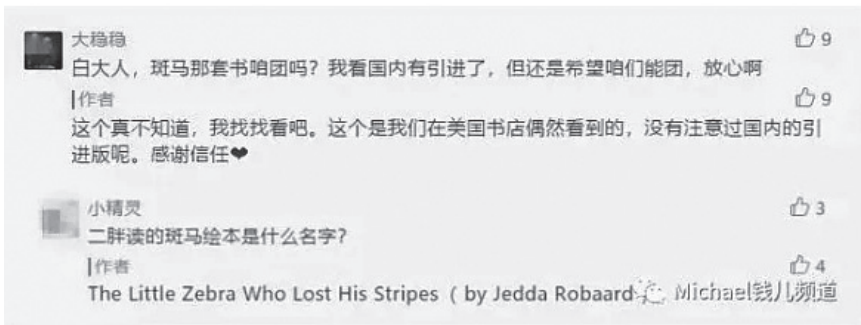 大稳稳
9
白大人，斑马那套书咱团吗？我看国内有引进了，但还是希望咱们能团，放心啊
作者
9
这个真不知道，我找找看吧。这个是我们在美国书店偶然看到的，没有注意过国内的引
进版呢。感谢信任❤
小精灵
3
二胖读的斑马绘本是什么名字？
作者
4
The Little Zebra Who Lost His Stripes（ by Jedda Robaard
Michael钱儿频道